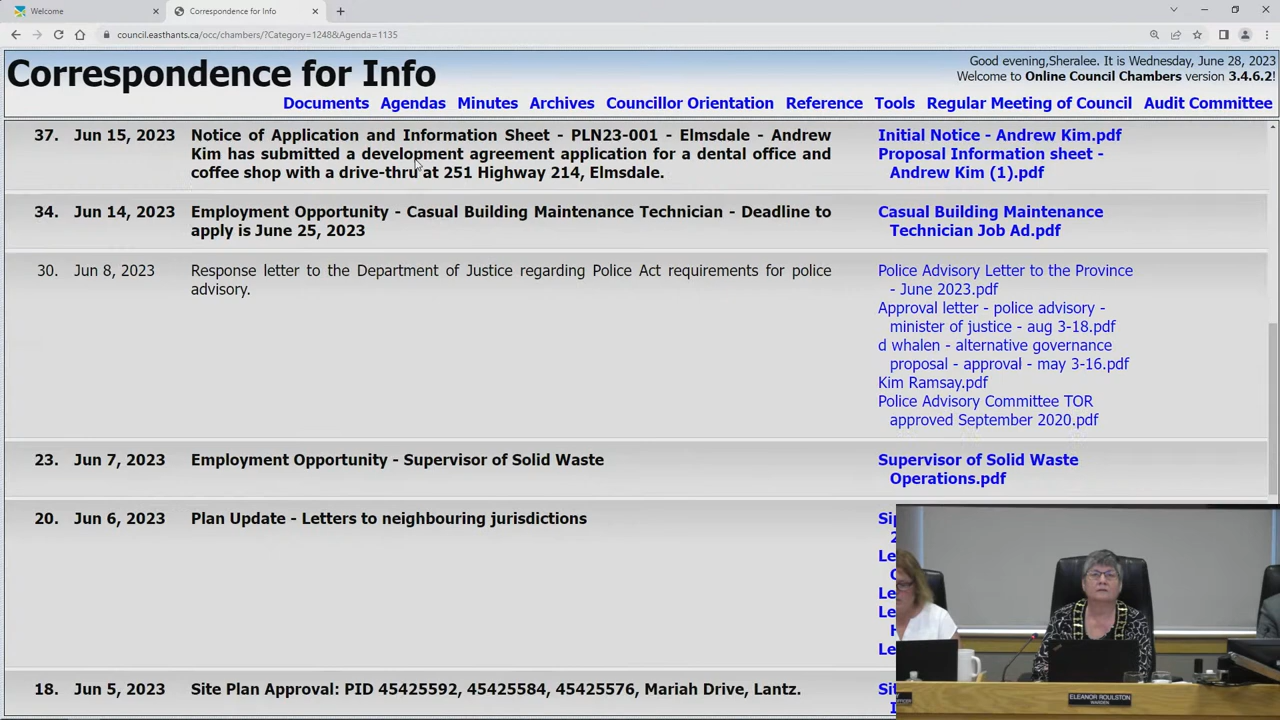 Welcome
Correspondence for Info
council.easthants.ca/occ/chambers/?Category=1248&Agenda=1135
Correspondence for Info
Good evening,Sheralee. It is Wednesday, June 28, 2023
Welcome to Online Council Chambers version 3.4.6.2!
Documents Agendas Minutes Archives Councillor Orientation Reference Tools Regular Meeting of Council Audit Committee
37. Jun 15, 2023 Notice of Application and Information Sheet - PLN23-001 - Elmsdale - Andrew
Kim has submitted a development agreement application for a dental office and
coffee shop with a drive-thru at 251 Highway 214, Elmsdale.
Initial Notice - Andrew Kim.pdf
Proposal Information sheet -
Andrew Kim (1).pdf
34. Jun 14, 2023 Employment Opportunity - Casual Building Maintenance Technician - Deadline to
apply is June 25, 2023
Casual Building Maintenance
Technician Job Ad.pdf
30. Jun 8, 2023 Response letter to the Department of Justice regarding Police Act requirements for police
advisory.
Police Advisory Letter to the Province
- June 2023.pdf
Approval letter - police advisory -
minister of justice - aug 3-18.pdf
d whalen - alternative governance
proposal - approval - may 3-16.pdf
Kim Ramsay.pdf
Police Advisory Committee TOR
approved September 2020.pdf
23. Jun 7, 2023 Employment Opportunity - Supervisor of Solid Waste
Supervisor of Solid Waste
Operations.pdf
20. Jun 6, 2023 Plan Update - Letters to neighbouring jurisdictions
18. Jun 5, 2023 Site Plan Approval: PID 45425592, 45425584, 45425576, Mariah Drive, Lantz.
ELEANOR ROULSTON
WARDEN